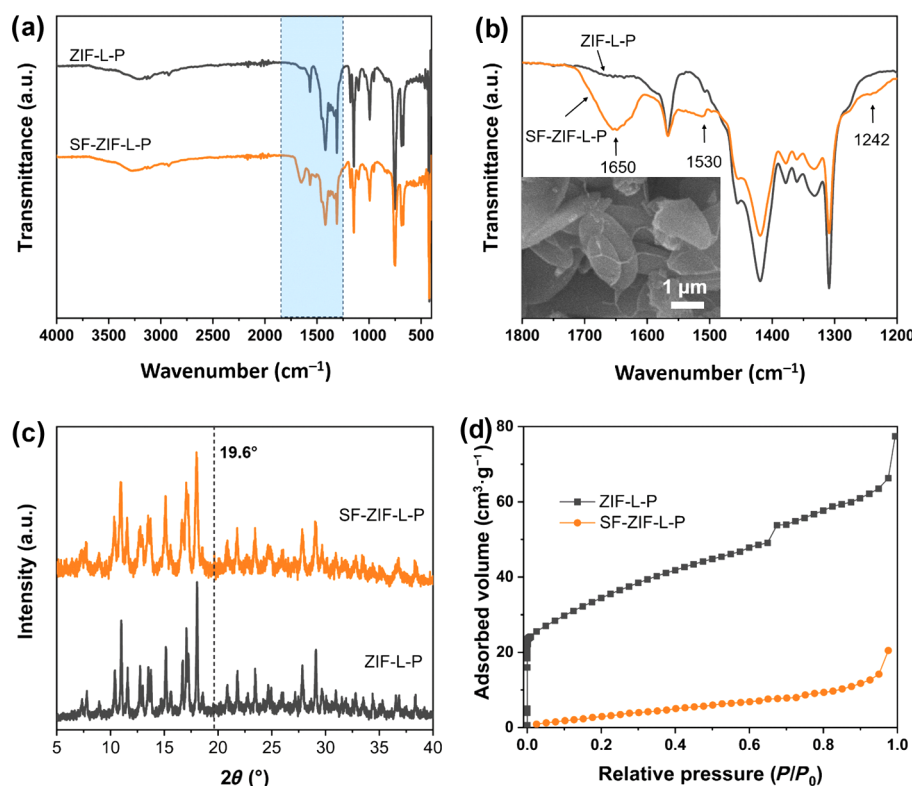 (a)
ZIF-L-P
SF-ZIF-L-P
Transmittance (a.u.)
4000 3500 3000 2500 2000 1500 1000 500
Wavenumber (cm⁻¹)
(b)
ZIF-L-P
SF-ZIF-L-P
1650
1530
1242
1 μm
Transmittance (a.u.)
1800 1700 1600 1500 1400 1300 1200
Wavenumber (cm⁻¹)
(c)
19.6°
SF-ZIF-L-P
ZIF-L-P
Intensity (a.u.)
5 10 15 20 25 30 35 40
2θ (°)
(d)
80
ZIF-L-P
SF-ZIF-L-P
60
40
20
0
Adsorbed volume (cm³·g⁻¹)
0.0 0.2 0.4 0.6 0.8 1.0
Relative pressure (P/P₀)